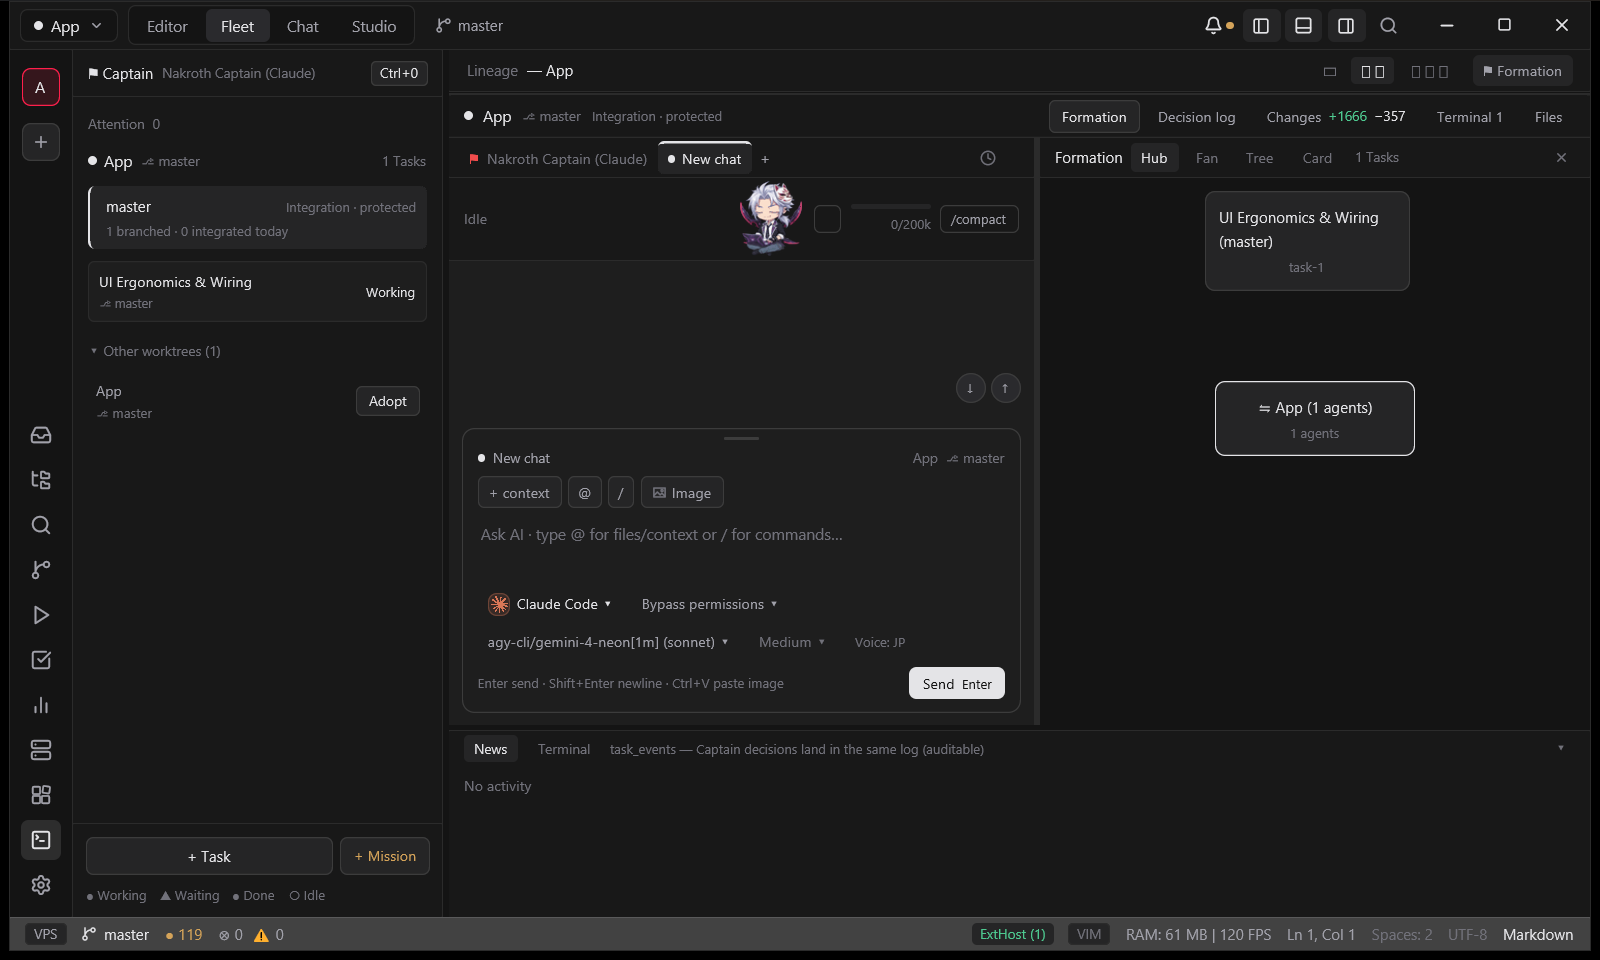 App
Editor
Fleet
Chat
Studio
master
A
Captain
Nakroth Captain (Claude)
Ctrl+0
Attention 0
App
master
1 Tasks
master
Integration · protected
1 branched · 0 integrated today
UI Ergonomics & Wiring
master
Working
Other worktrees (1)
App
master
Adopt
+ Task
+ Mission
Working
Waiting
Done
Idle
Lineage — App
Formation
App
master
Integration · protected
Formation
Decision log
Changes +1666 −357
Terminal 1
Files
Nakroth Captain (Claude)
New chat
+
Idle
0/200k
/compact
New chat
App
master
+ context
@
/
Image
Ask AI · type @ for files/context or / for commands...
Claude Code
Bypass permissions
agy-cli/gemini-4-neon[1m] (sonnet)
Medium
Voice: JP
Enter send · Shift+Enter newline · Ctrl+V paste image
Send Enter
Formation
Hub
Fan
Tree
Card
1 Tasks
UI Ergonomics & Wiring
(master)
task-1
⇋ App (1 agents)
1 agents
News
Terminal
task_events — Captain decisions land in the same log (auditable)
No activity
VPS
master
119
0
0
ExtHost (1)
VIM
RAM: 61 MB | 120 FPS
Ln 1, Col 1
Spaces: 2
UTF-8
Markdown